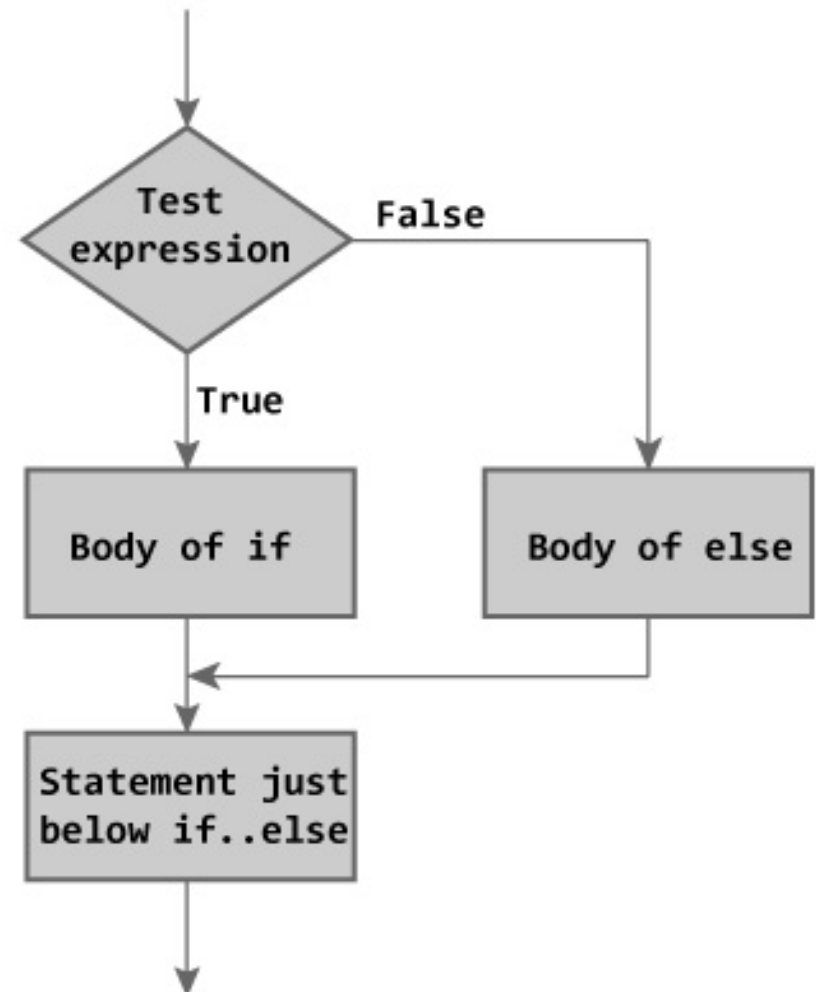 Test
expression
False
True
Body of if
Body of else
Statement just
below if..else